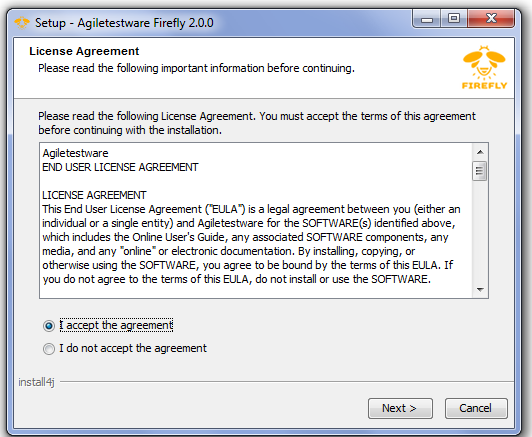 Setup - Agiletestware Firefly 2.0.0
License Agreement
Please read the following important information before continuing.
FIREFLY
Please read the following License Agreement. You must accept the terms of this agreement
before continuing with the installation.
Agiletestware
END USER LICENSE AGREEMENT
LICENSE AGREEMENT
This End User License Agreement ("EULA") is a legal agreement between you (either an
individual or a single entity) and Agiletestware for the SOFTWARE(s) identified above,
which includes the Online User's Guide, any associated SOFTWARE components, any
media, and any "online" or electronic documentation. By installing, copying, or
otherwise using the SOFTWARE, you agree to be bound by the terms of this EULA. If
you do not agree to the terms of this EULA, do not install or use the SOFTWARE.
I accept the agreement
I do not accept the agreement
install4j
Next >
Cancel